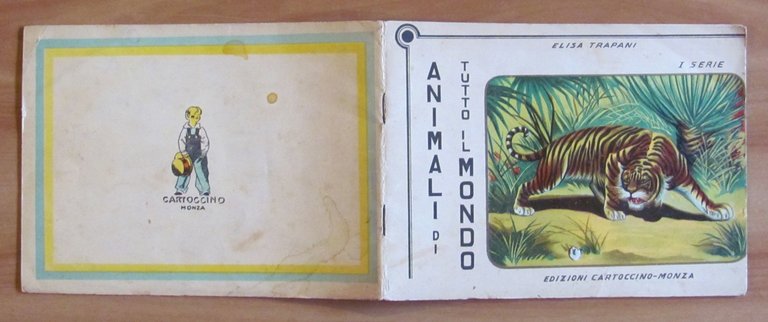 CARTOCCINO
MONZA
ELISA TRAPANI
I SERIE
ANIMALI DI
TUTTO IL MONDO
EDIZIONI CARTOCCINO-MONZA